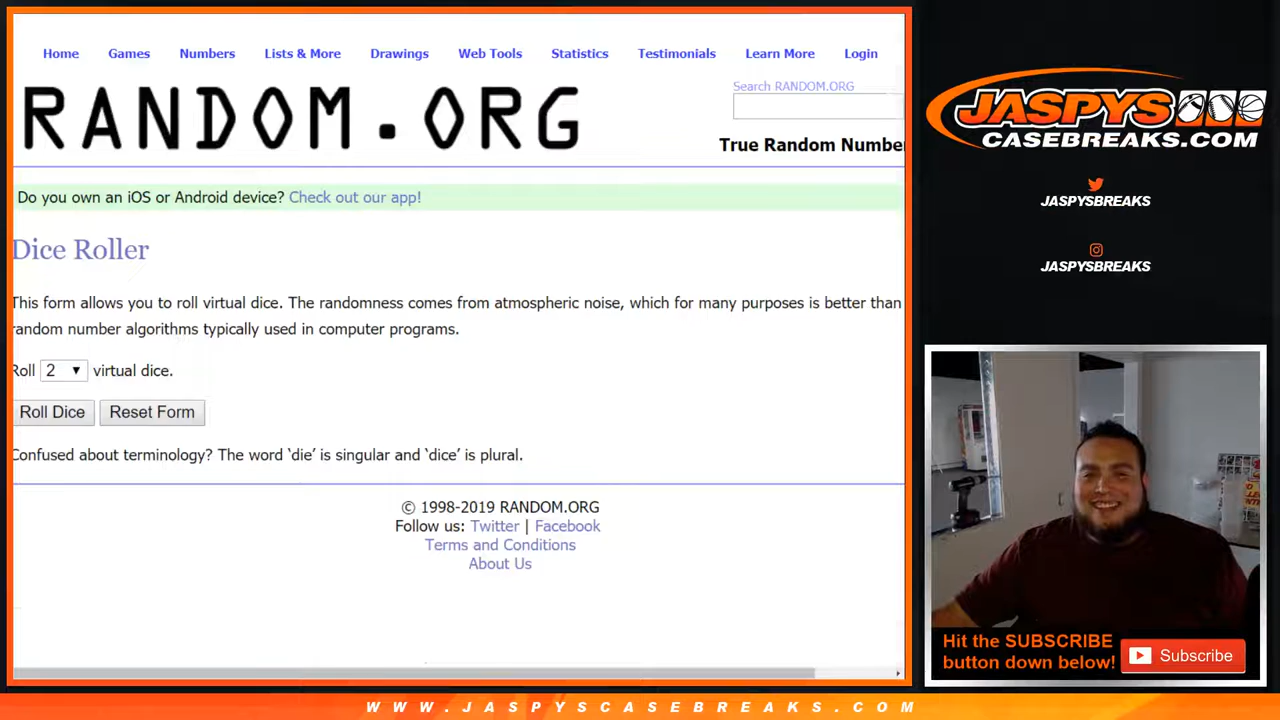 Home Games Numbers Lists & More Drawings Web Tools Statistics Testimonials Learn More Login
RANDOM.ORG
Search RANDOM.ORG
True Random Number
Do you own an iOS or Android device? Check out our app!
Dice Roller
This form allows you to roll virtual dice. The randomness comes from atmospheric noise, which for many purposes is better than
random number algorithms typically used in computer programs.
Roll 2 virtual dice.
Roll Dice Reset Form
Confused about terminology? The word ‘die’ is singular and ‘dice’ is plural.
© 1998-2019 RANDOM.ORG
Follow us: Twitter | Facebook
Terms and Conditions
About Us
JASPYS
CASEBREAKS.COM
JASPYSBREAKS
JASPYSBREAKS
Hit the SUBSCRIBE
button down below!
Subscribe
WWW.JASPYSCASEBREAKS.COM